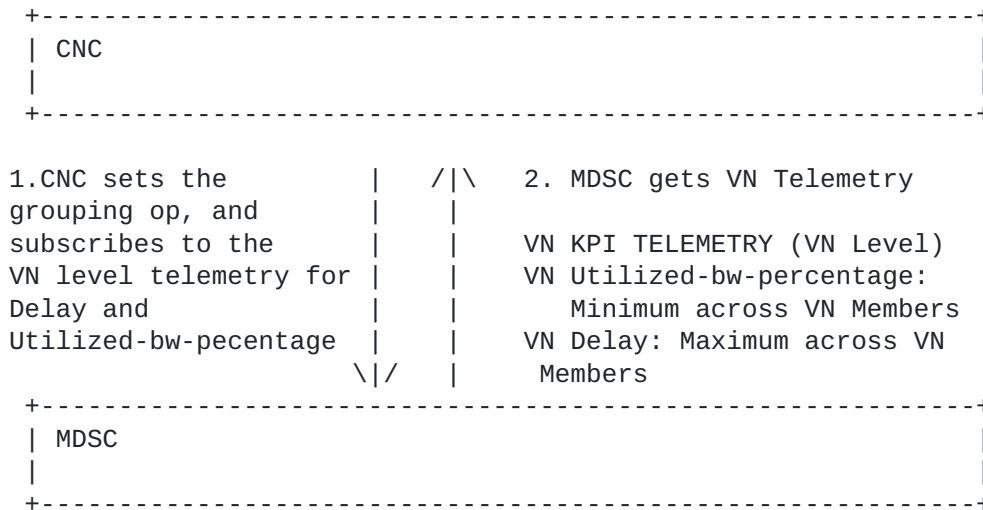 +------------------------------------------------------------+
| CNC                                                        |
|                                                            |
+------------------------------------------------------------+

1.CNC sets the         |   /|\   2. MDSC gets VN Telemetry
grouping op, and       |    |
subscribes to the      |    |    VN KPI TELEMETRY (VN Level)
VN level telemetry for |    |    VN Utilized-bw-percentage:
Delay and              |    |       Minimum across VN Members
Utilized-bw-pecentage  |    |    VN Delay: Maximum across VN
                      \|/   |     Members
+------------------------------------------------------------+
| MDSC                                                       |
|                                                            |
+------------------------------------------------------------+